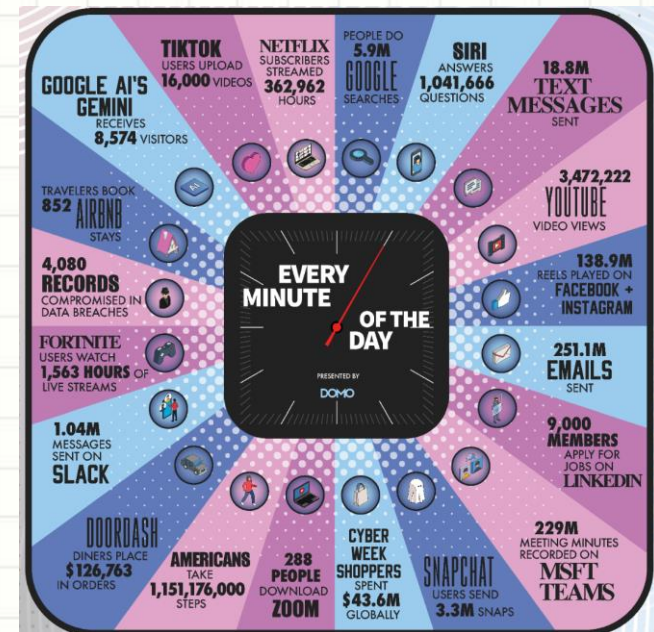 TIKTOK
USERS UPLOAD
16,000 VIDEOS
NETFLIX
SUBSCRIBERS
STREAMED
362,962
HOURS
PEOPLE DO
5.9M
GOOGLE
SEARCHES
SIRI
ANSWERS
1,041,666
QUESTIONS
18.8M
TEXT
MESSAGES
SENT
3,472,222
YOUTUBE
VIDEO VIEWS
138.9M
REELS PLAYED ON
FACEBOOK +
INSTAGRAM
251.1M
EMAILS
SENT
9,000
MEMBERS
APPLY FOR
JOBS ON
LINKEDIN
229M
MEETING MINUTES
RECORDED ON
MSFT
TEAMS
SNAPCHAT
USERS SEND
3.3M SNAPS
CYBER
WEEK
SHOPPERS
SPENT
$43.6M
GLOBALLY
288
PEOPLE
DOWNLOAD
ZOOM
AMERICANS
TAKE
1,151,176,000
STEPS
DOORDASH
DINERS PLACE
$126,763
IN ORDERS
1.04M
MESSAGES
SENT ON
SLACK
FORTNITE
USERS WATCH
1,563 HOURS OF
LIVE STREAMS
4,080
RECORDS
COMPROMISED IN
DATA BREACHES
TRAVELERS BOOK
852 AIRBNB
STAYS
GOOGLE AI'S
GEMINI
RECEIVES
8,574 VISITORS
AI
EVERY
MINUTE
OF THE
DAY
PRESENTED BY
DOMO